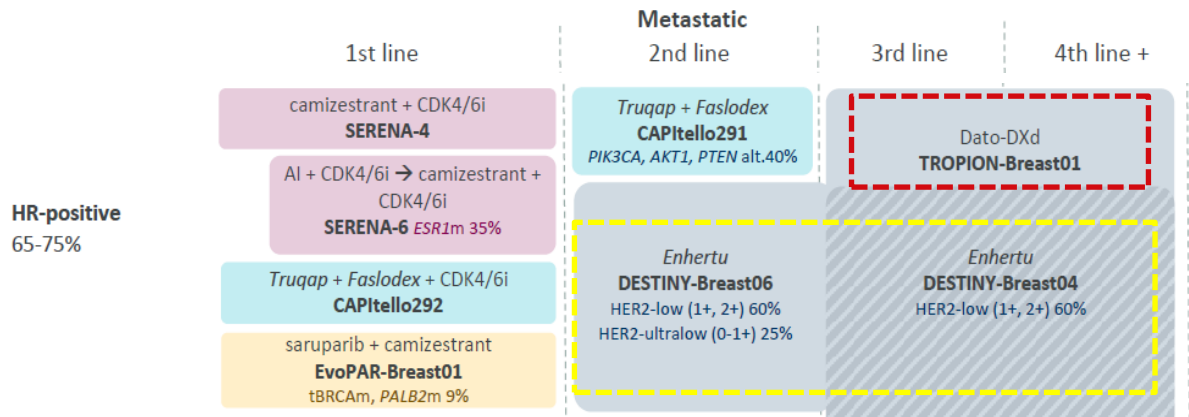 Metastatic
1st line
2nd line
3rd line
4th line +
HR-positive
65-75%
camizestrant + CDK4/6i
SERENA-4
AI + CDK4/6i → camizestrant +
CDK4/6i
SERENA-6 ESR1m 35%
Truqap + Faslodex + CDK4/6i
CAPItello292
saruparib + camizestrant
EvoPAR-Breast01
tBRCAm, PALB2m 9%
Truqap + Faslodex
CAPItello291
PIK3CA, AKT1, PTEN alt.40%
Enhertu
DESTINY-Breast06
HER2-low (1+, 2+) 60%
HER2-ultralow (0-1+) 25%
Dato-DXd
TROPION-Breast01
Enhertu
DESTINY-Breast04
HER2-low (1+, 2+) 60%